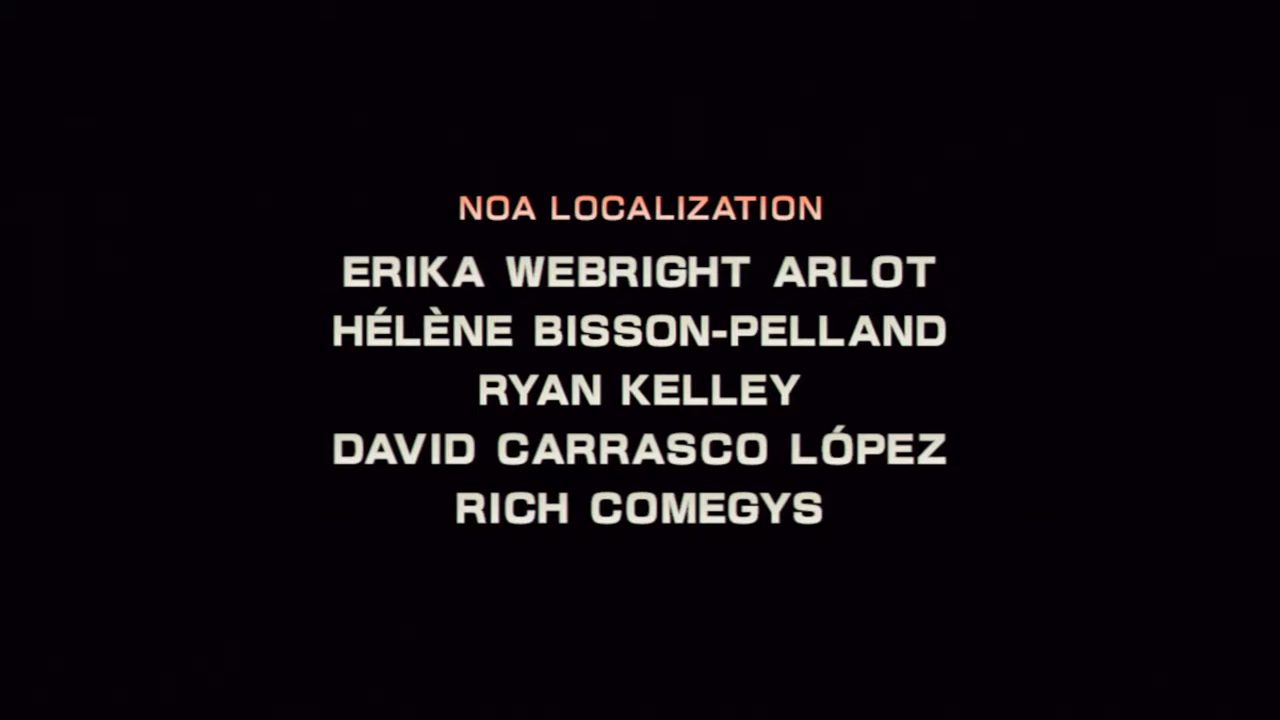 NOA LOCALIZATION
ERIKA WEBRIGHT ARLOT
HÉLÈNE BISSON-PELLAND
RYAN KELLEY
DAVID CARRASCO LÓPEZ
RICH COMEGYS